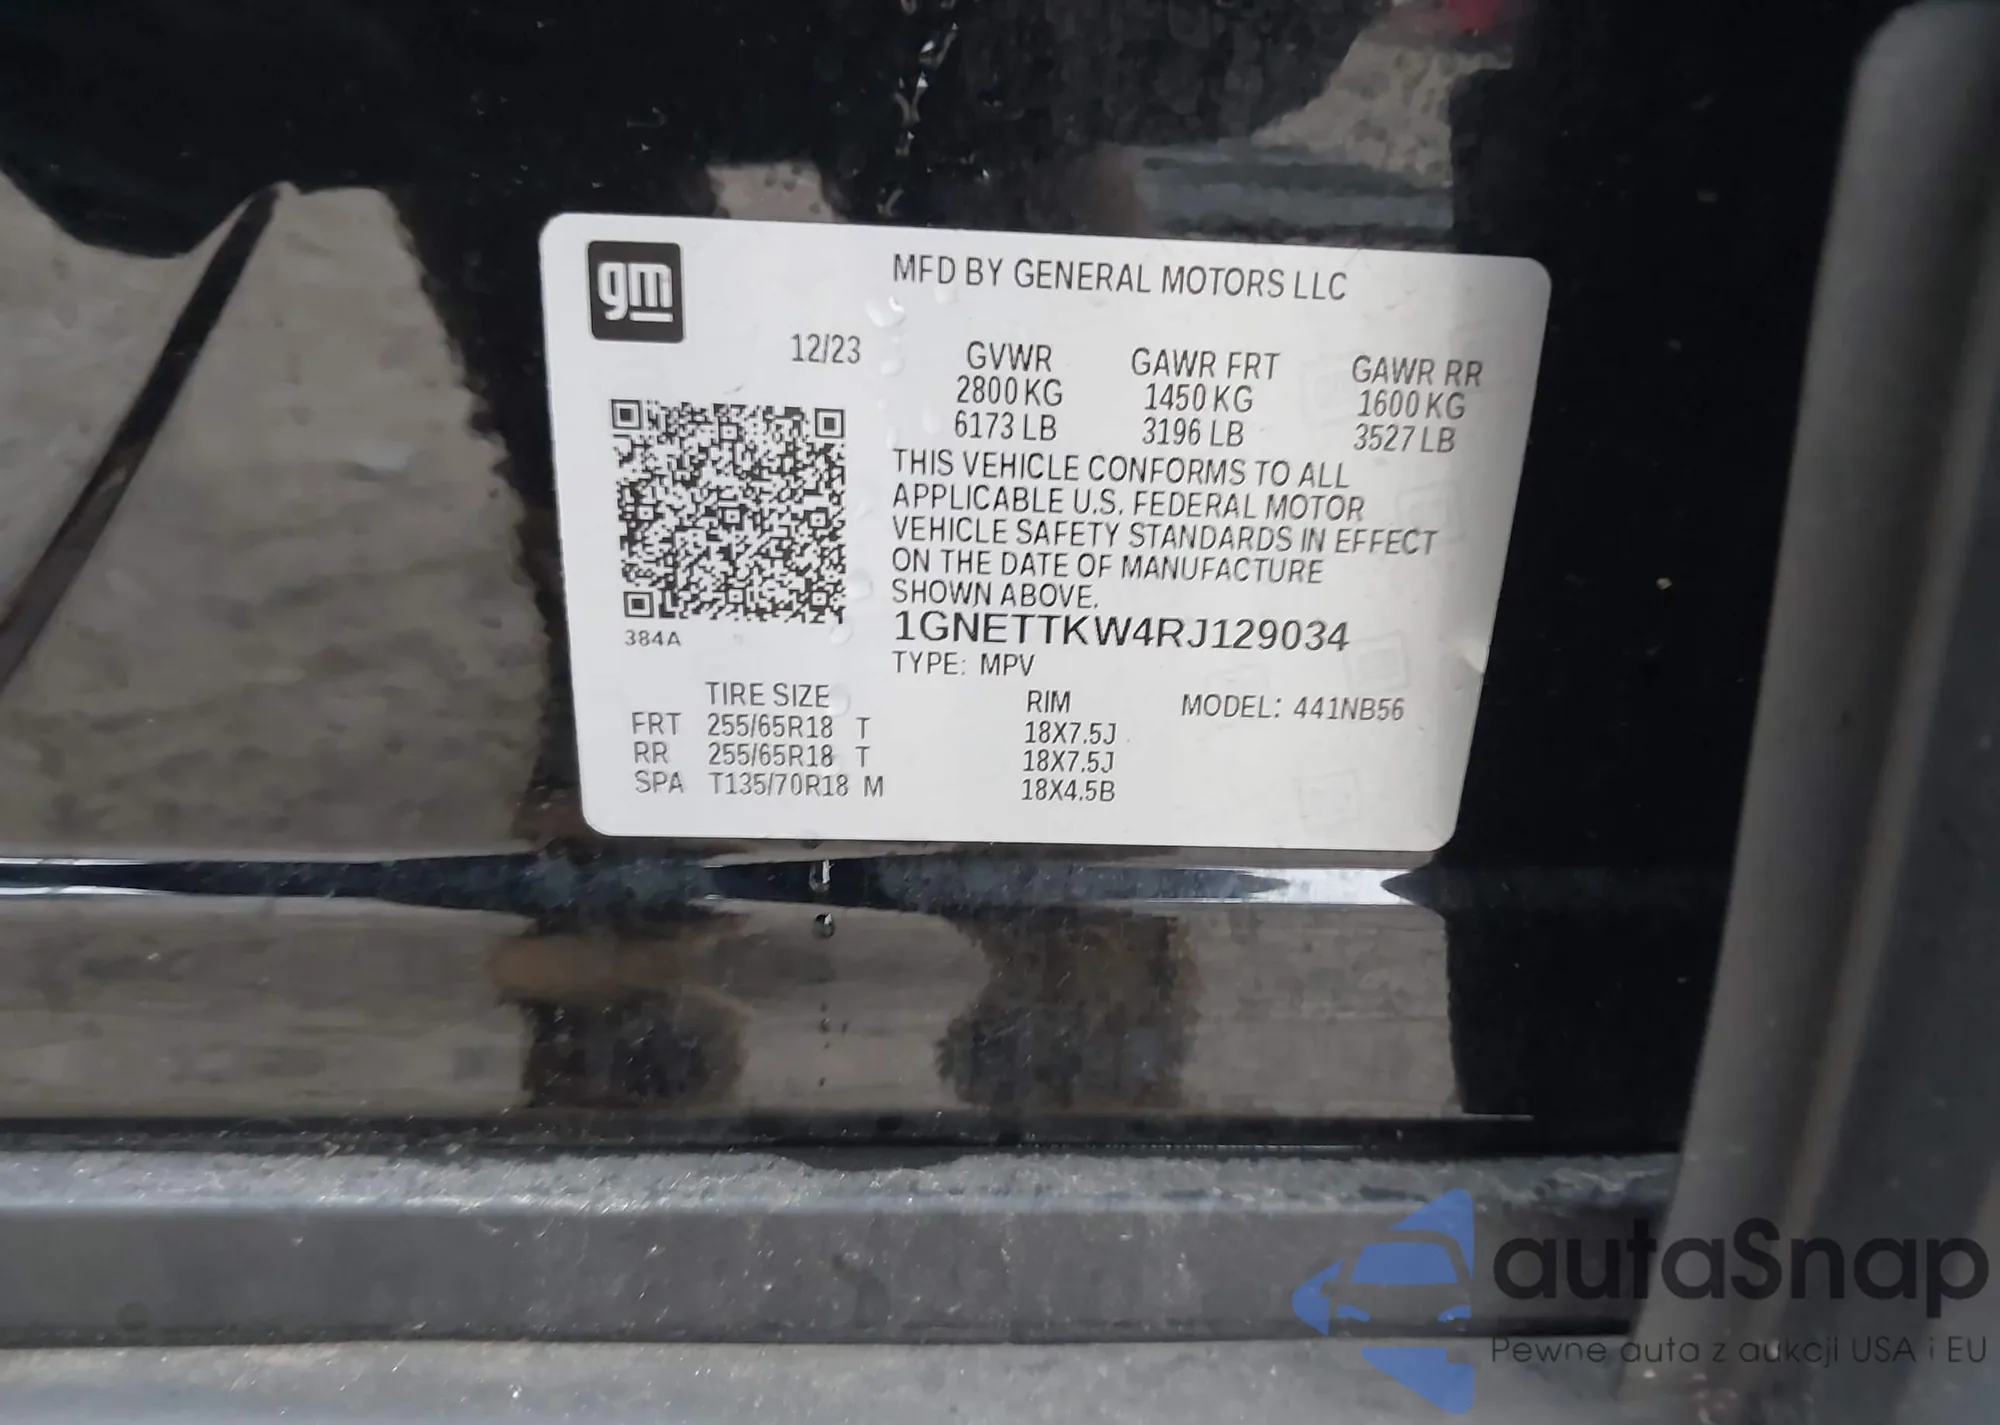 gm
MFD BY GENERAL MOTORS LLC
12/23
GVWR GAWR FRT GAWR RR
2800 KG 1450 KG 1600 KG
6173 LB 3196 LB 3527 LB
THIS VEHICLE CONFORMS TO ALL
APPLICABLE U.S. FEDERAL MOTOR
VEHICLE SAFETY STANDARDS IN EFFECT
ON THE DATE OF MANUFACTURE
SHOWN ABOVE.
1GNETTKW4RJ129034
384A
TYPE: MPV
TIRE SIZE RIM MODEL: 441NB56
FRT 255/65R18 T 18X7.5J
RR 255/65R18 T 18X7.5J
SPA T135/70R18 M 18X4.5B
autaSnap
Pewne auta z aukcji USA i EU